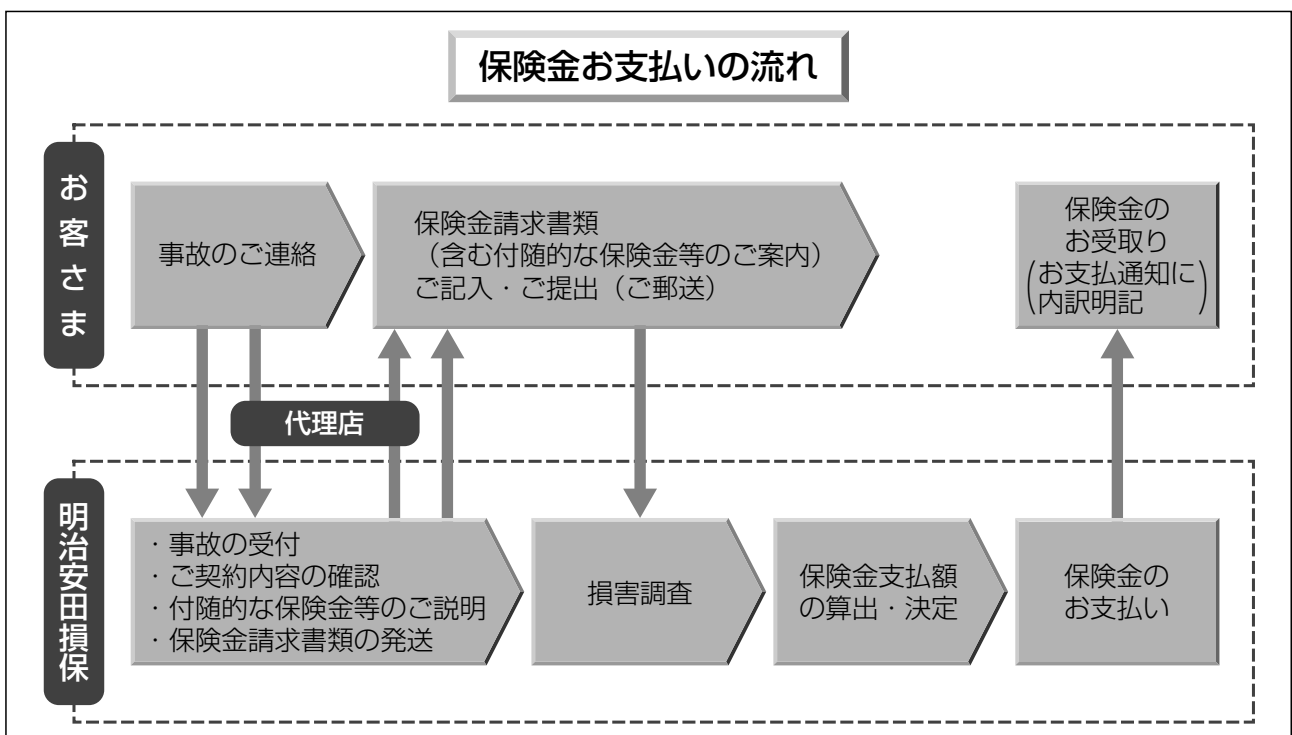 保険金お支払いの流れ
お客さま
事故のご連絡
保険金請求書類
（含む付随的な保険金等のご案内）
ご記入・ご提出（ご郵送）
保険金の
お受取り
(お支払通知に
内訳明記)
代理店
明治安田損保
・事故の受付
・ご契約内容の確認
・付随的な保険金等のご説明
・保険金請求書類の発送
損害調査
保険金支払額
の算出・決定
保険金の
お支払い